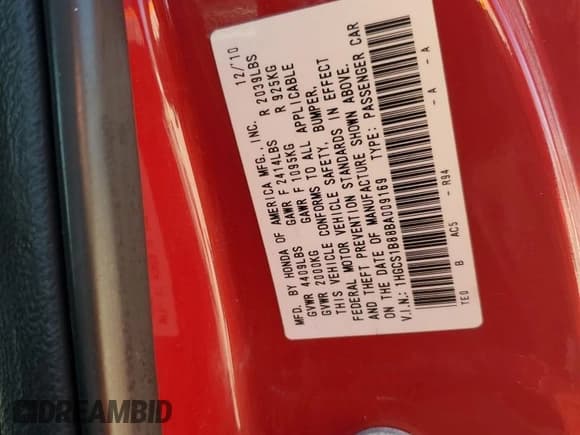 MFD. BY HONDA OF AMERICA MFG., INC. 12/10
GVWR 4409LBS GAWR F 2414LBS R 2039LBS
GVWR 2000KG GAWR F 1095KG R 925KG
THIS VEHICLE CONFORMS TO ALL APPLICABLE
FEDERAL MOTOR VEHICLE SAFETY, BUMPER,
AND THEFT PREVENTION STANDARDS IN EFFECT
ON THE DATE OF MANUFACTURE SHOWN ABOVE.
V.I.N.: 1HGCS1B88BA009169 TYPE: PASSENGER CAR
TE0 B AC5 - R94 - A - A
DREAMBID